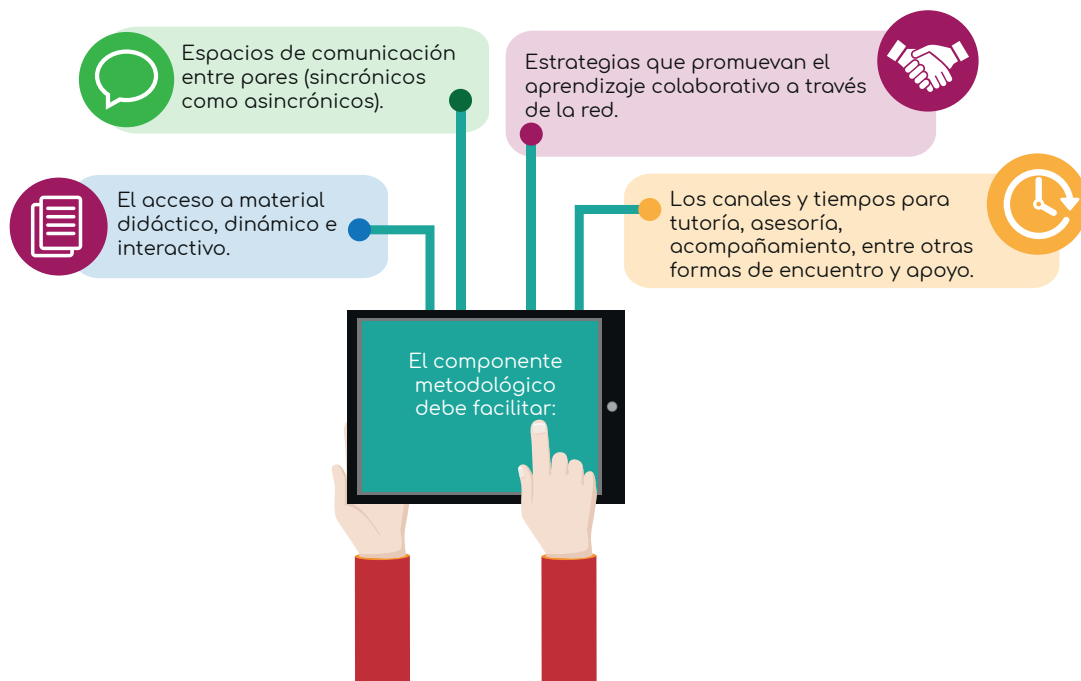 Espacios de comunicación
entre pares (sincrónicos
como asincrónicos).
Estrategias que promuevan el
aprendizaje colaborativo a través
de la red.
El acceso a material
didáctico, dinámico e
interactivo.
Los canales y tiempos para
tutoría, asesoría,
acompañamiento, entre otras
formas de encuentro y apoyo.
El componente
metodológico
debe facilitar: